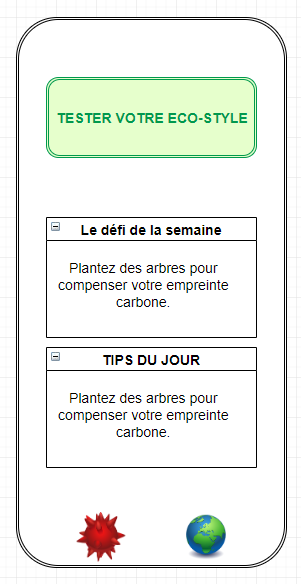 TESTER VOTRE ECO-STYLE
Le défi de la semaine
Plantez des arbres pour
compenser votre empreinte
carbone.
TIPS DU JOUR
Plantez des arbres pour
compenser votre empreinte
carbone.